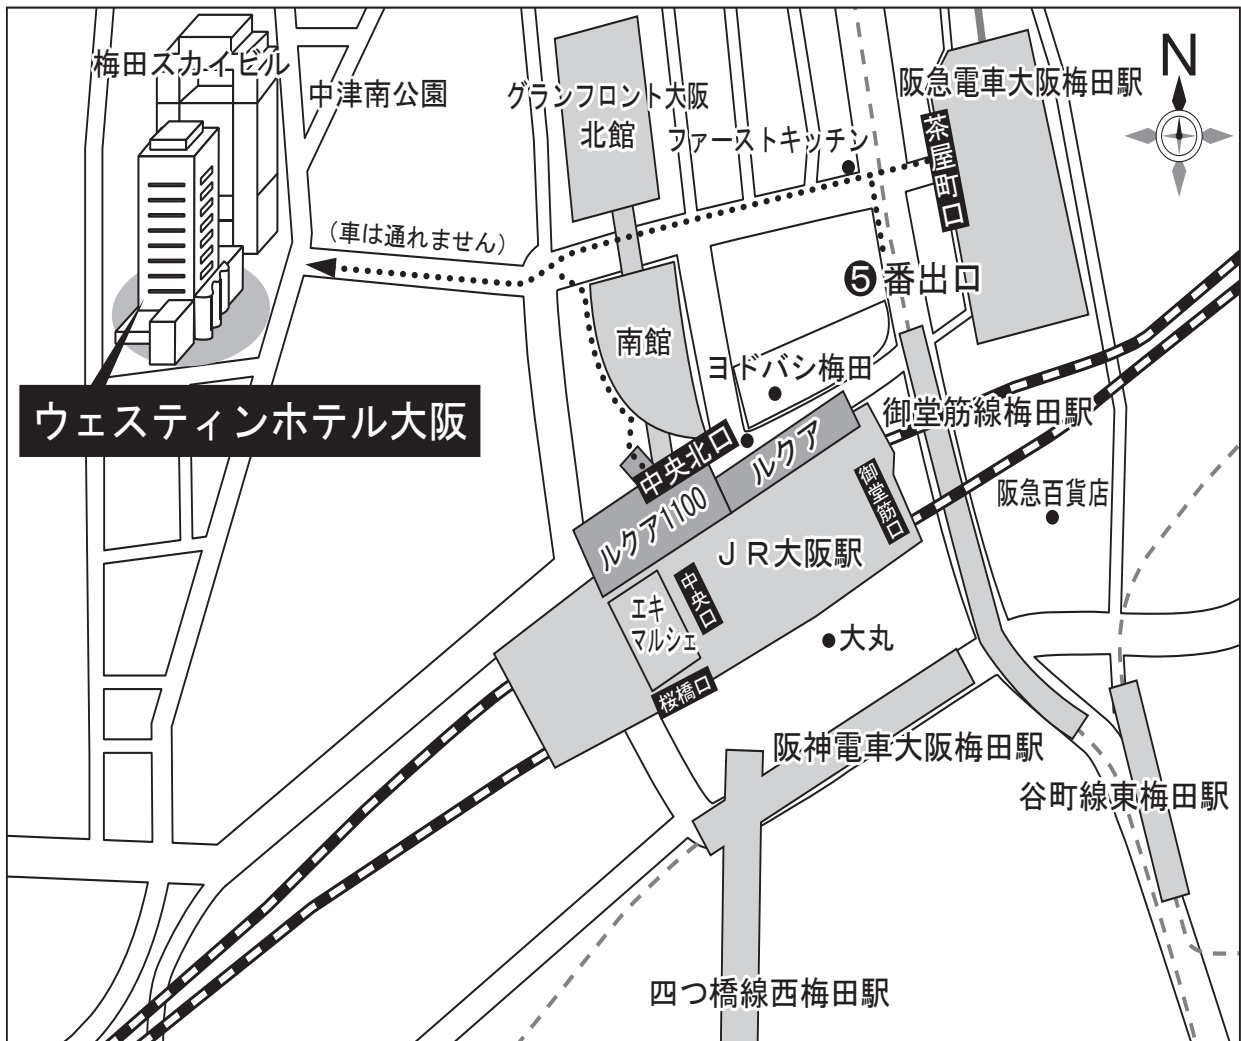 梅田スカイビル
中津南公園
グランフロント大阪
北館
ファーストキッチン
阪急電車大阪梅田駅
N
茶屋町口
（車は通れません）
❺番出口
南館
ヨドバシ梅田
ウェスティンホテル大阪
御堂筋線梅田駅
中央北口
ルクア
ルクア1100
御堂筋口
阪急百貨店
ＪＲ大阪駅
中央口
エキ
マルシェ
大丸
桜橋口
阪神電車大阪梅田駅
谷町線東梅田駅
四つ橋線西梅田駅